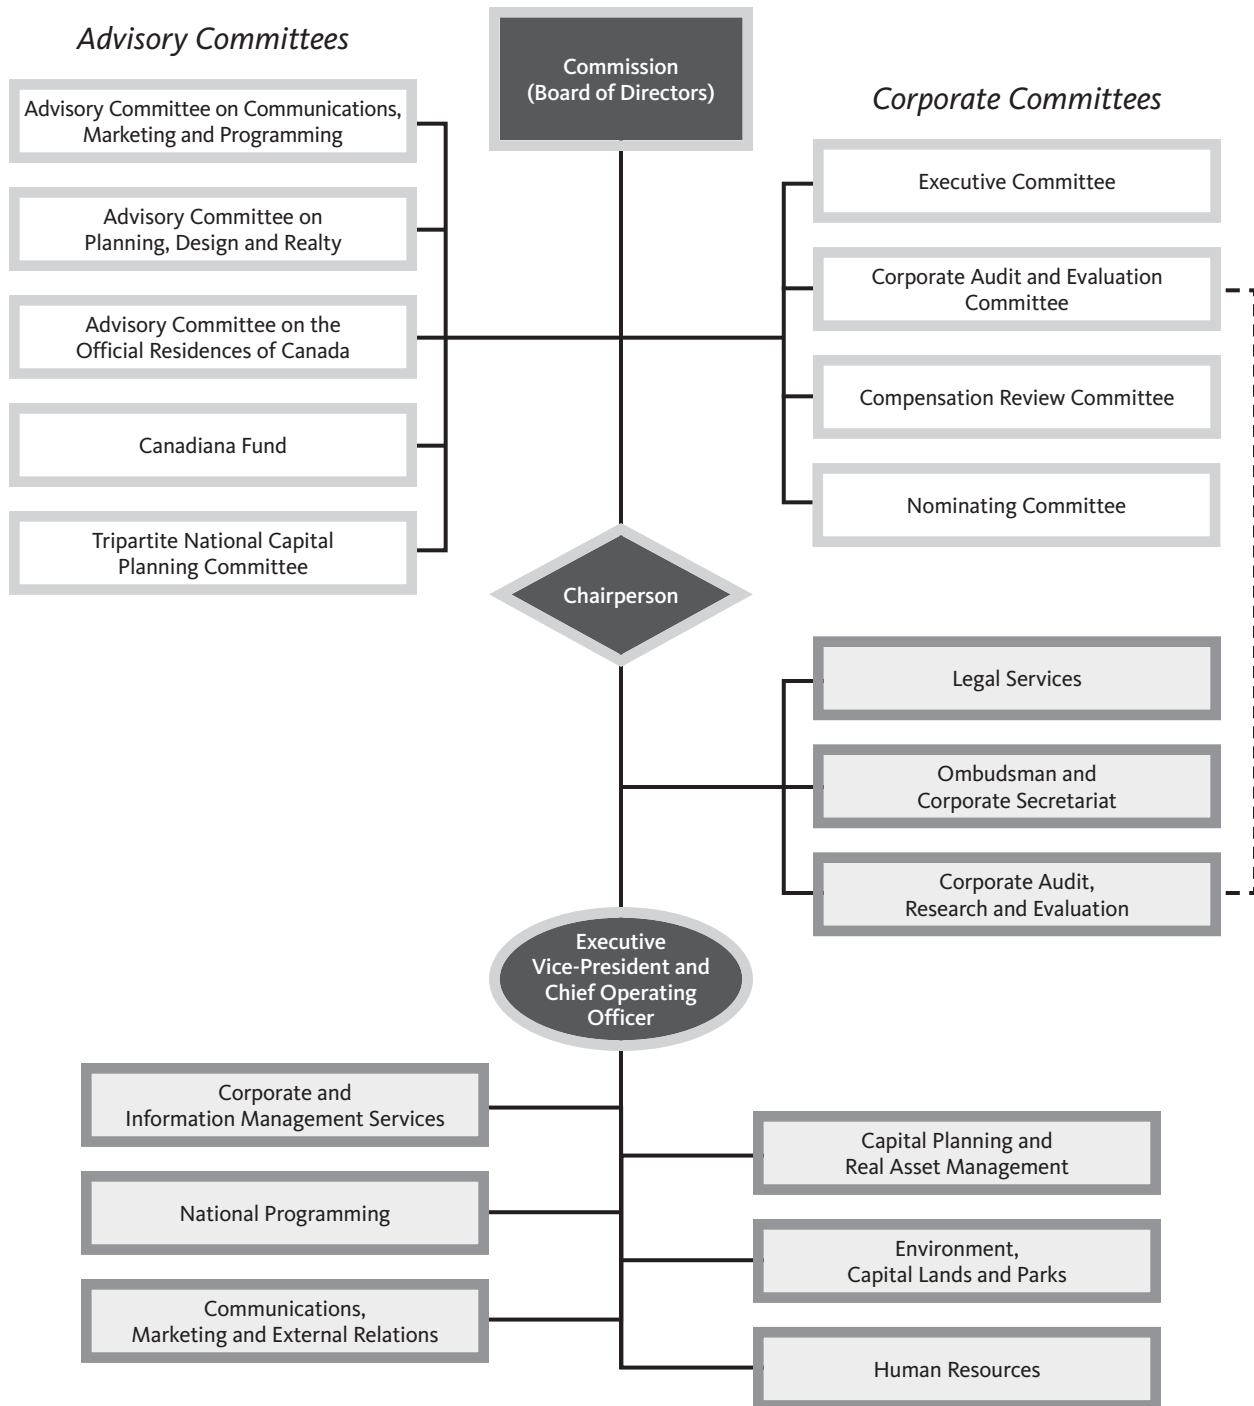 Advisory Committees
Advisory Committee on Communications,
Marketing and Programming
Advisory Committee on
Planning, Design and Realty
Advisory Committee on the
Official Residences of Canada
Canadiana Fund
Tripartite National Capital
Planning Committee
Commission
(Board of Directors)
Corporate Committees
Executive Committee
Corporate Audit and Evaluation
Committee
Compensation Review Committee
Nominating Committee
Chairperson
Legal Services
Ombudsman and
Corporate Secretariat
Corporate Audit,
Research and Evaluation
Executive
Vice-President and
Chief Operating
Officer
Corporate and
Information Management Services
National Programming
Communications,
Marketing and External Relations
Capital Planning and
Real Asset Management
Environment,
Capital Lands and Parks
Human Resources